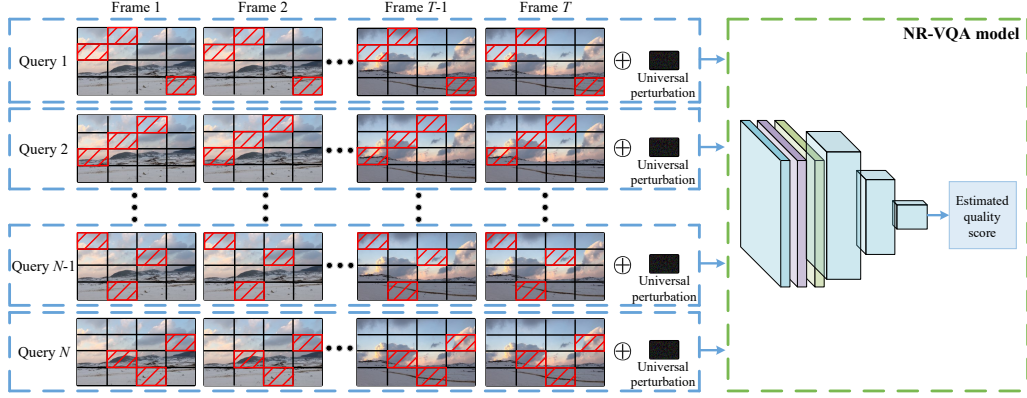 Frame 1
Frame 2
Frame T-1
Frame T
NR-VQA model
Query 1
Universal
perturbation
Query 2
Universal
perturbation
Estimated
quality
score
Query N-1
Universal
perturbation
Query N
Universal
perturbation